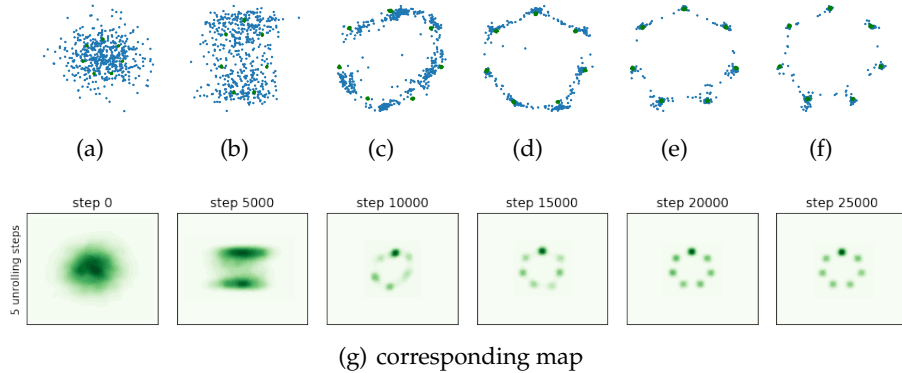 (a) (b) (c) (d) (e) (f)
step 0 step 5000 step 10000 step 15000 step 20000 step 25000
5 unrolling steps
(g) corresponding map